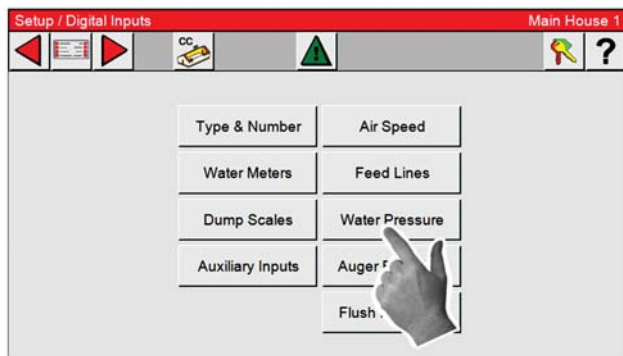 Setup / Digital Inputs Main House 1
CC
?
Type & Number Air Speed
Water Meters Feed Lines
Dump Scales Water Pressure
Auxiliary Inputs Auger
Flush